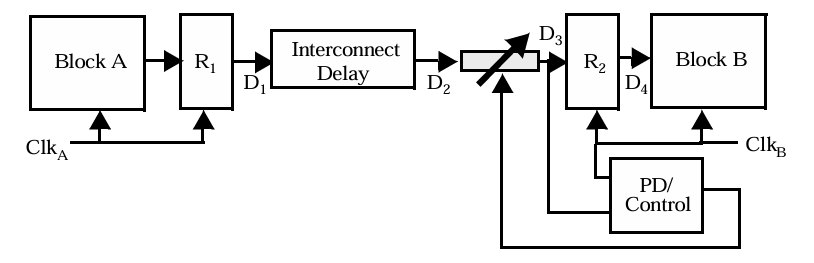 Block A
R1
Interconnect
Delay
D1
D2
D3
R2
D4
Block B
ClkA
ClkB
PD/
Control